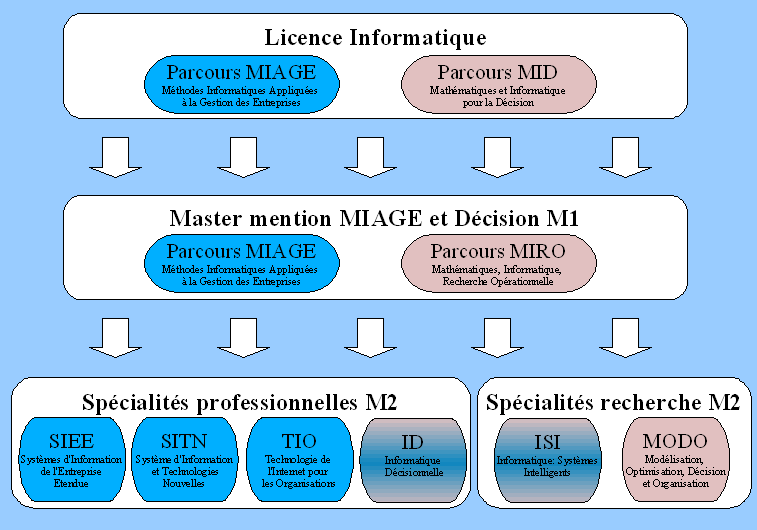 Licence Informatique
Parcours MIAGE
Méthodes Informatiques Appliquées
à la Gestion des Entreprises
Parcours MID
Mathématiques et Informatique
pour la Décision
Master mention MIAGE et Décision M1
Parcours MIAGE
Méthodes Informatiques Appliquées
à la Gestion des Entreprises
Parcours MIRO
Mathématiques, Informatique,
Recherche Opérationnelle
Spécialités professionnelles M2
SIEE
Systèmes d'Information
de l'Entreprise
Etendue
SITN
Système d'Information
et Technologies
Nouvelles
TIO
Technologie de
l'Internet pour
les Organisations
ID
Informatique
Décisionnelle
Spécialités recherche M2
ISI
Informatique: Systèmes
Intelligents
MODO
Modélisation,
Optimisation, Décision
et Organisation